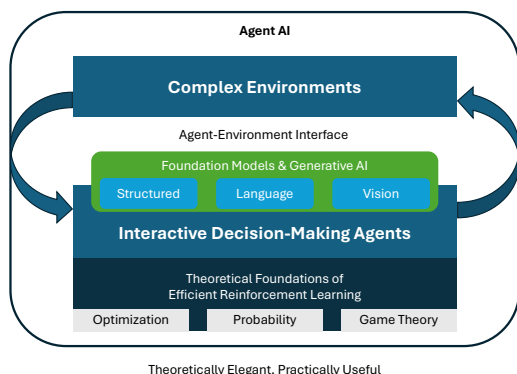 Agent AI
Complex Environments
Agent-Environment Interface
Foundation Models & Generative AI
Structured
Language
Vision
Interactive Decision-Making Agents
Theoretical Foundations of
Efficient Reinforcement Learning
Optimization
Probability
Game Theory
Theoretically Elegant, Practically Useful